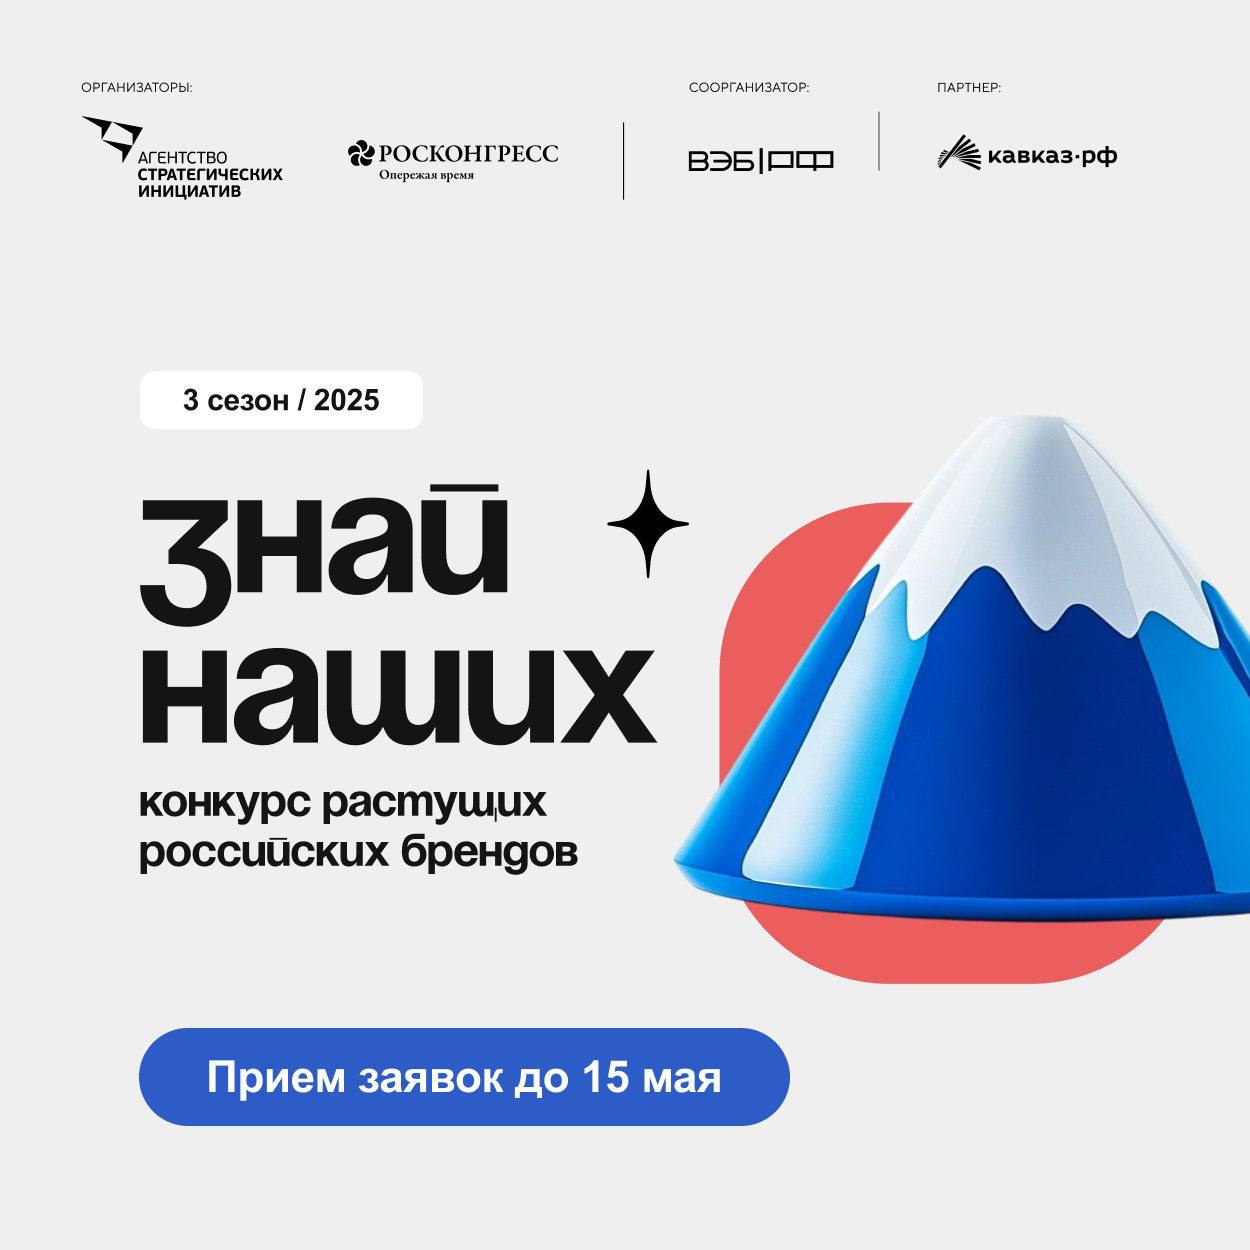 ОРГАНИЗАТОРЫ:
АГЕНТСТВО
СТРАТЕГИЧЕСКИХ
ИНИЦИАТИВ
РОСКОНГРЕСС
Опережая время
СООРГАНИЗАТОР:
ВЭБ|РФ
ПАРТНЕР:
кавказ·рф
3 сезон / 2025
знай
наших
конкурс растущих
российских брендов
Прием заявок до 15 мая